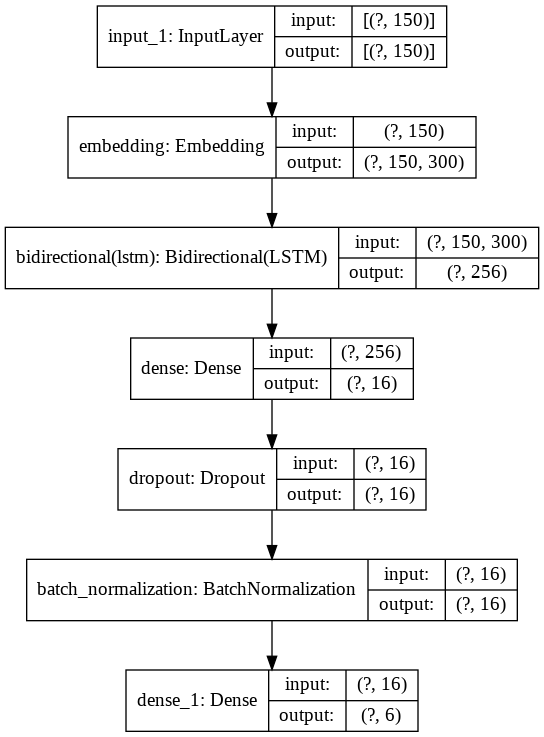 input_1: InputLayer
input: [(?, 150)]
output: [(?, 150)]
embedding: Embedding
input: (?, 150)
output: (?, 150, 300)
bidirectional(lstm): Bidirectional(LSTM)
input: (?, 150, 300)
output: (?, 256)
dense: Dense
input: (?, 256)
output: (?, 16)
dropout: Dropout
input: (?, 16)
output: (?, 16)
batch_normalization: BatchNormalization
input: (?, 16)
output: (?, 16)
dense_1: Dense
input: (?, 16)
output: (?, 6)